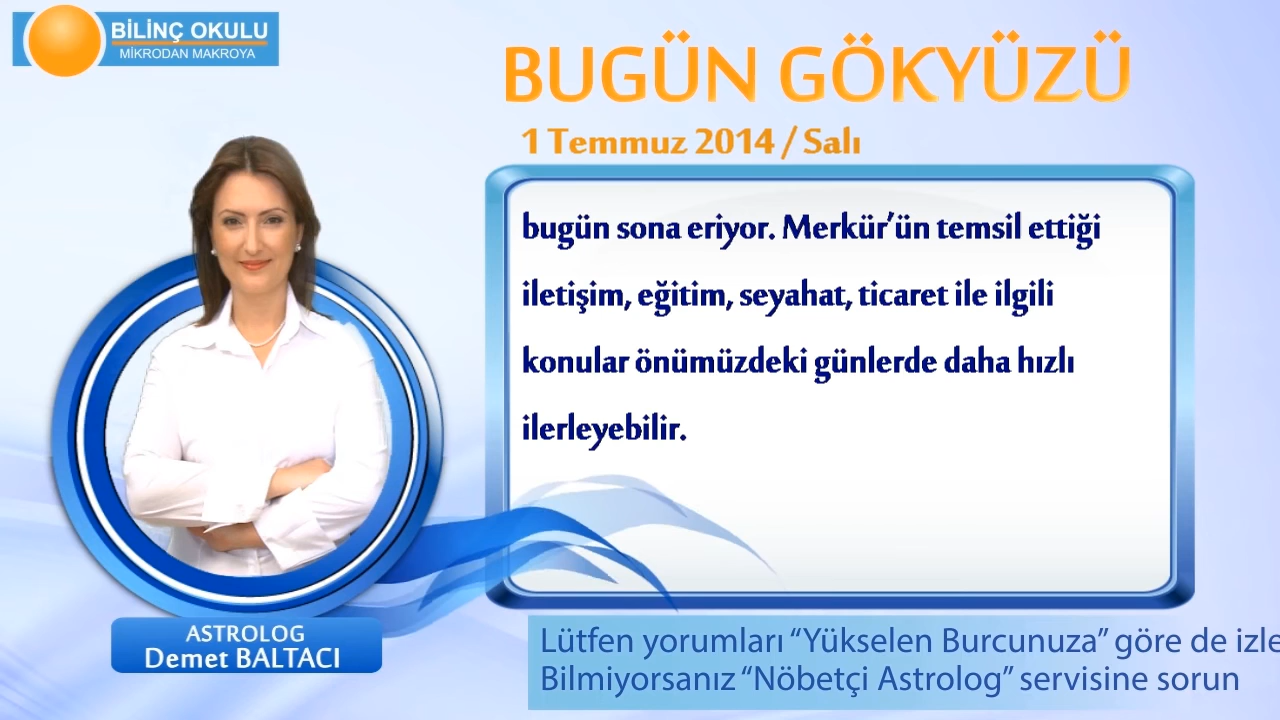 BİLİNÇ OKULU
MİKRODAN MAKROYA
BUGÜN GÖKYÜZÜ
1 Temmuz 2014 / Salı
bugün sona eriyor. Merkür’ün temsil ettiği
iletişim, eğitim, seyahat, ticaret ile ilgili
konular önümüzdeki günlerde daha hızlı
ilerleyebilir.
ASTROLOG
Demet BALTACI
Lütfen yorumları “Yükselen Burcunuza” göre de izle
Bilmiyorsanız “Nöbetçi Astrolog” servisine sorun